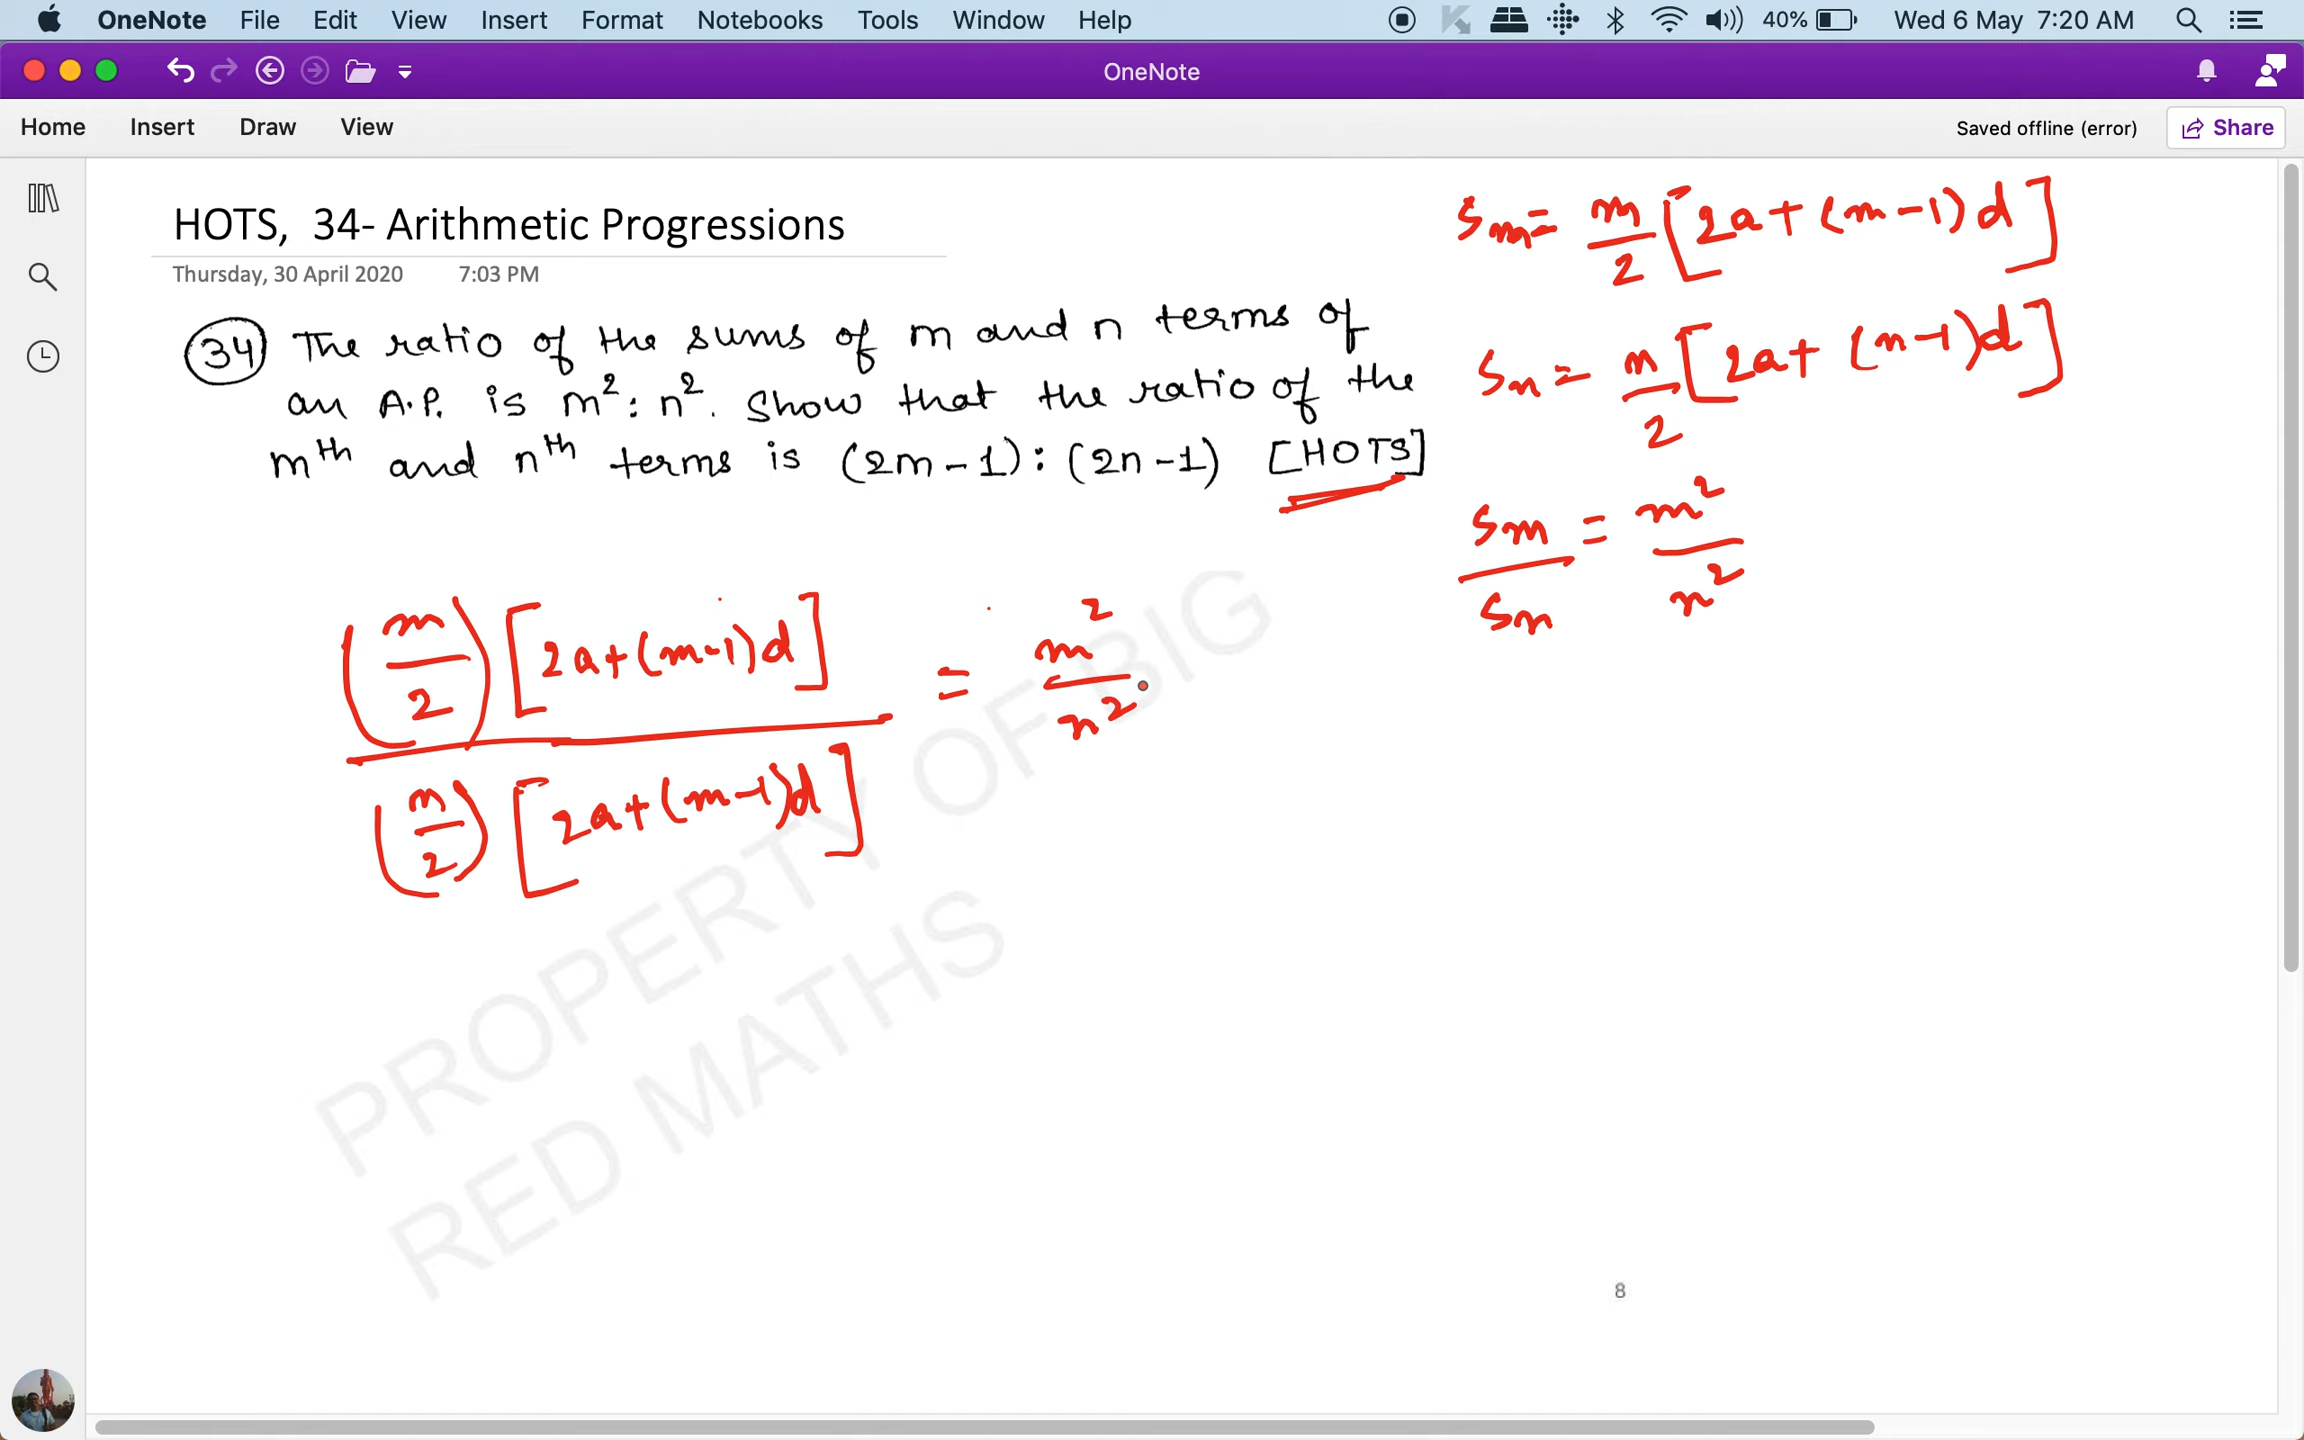 OneNote File Edit View Insert Format Notebooks Tools Window Help 40% Wed 6 May 7:20 AM
OneNote
Home Insert Draw View Saved offline (error) Share
HOTS, 34- Arithmetic Progressions
Thursday, 30 April 2020 7:03 PM
(34) The ratio of the sums of m and n terms of
an A.P. is m²: n². Show that the ratio of the
mᵗʰ and nᵗʰ terms is (2m-1):(2n-1) [HOTS]
Sm = m/2 [2a+(m-1)d]
Sn = n/2 [2a+(n-1)d]
Sm/Sn = m²/n²
(m/2) [2a+(m-1)d] / (n/2) [2a+(n-1)d] = m²/n²
PROPERTY OF BIG
RED MATHS
8